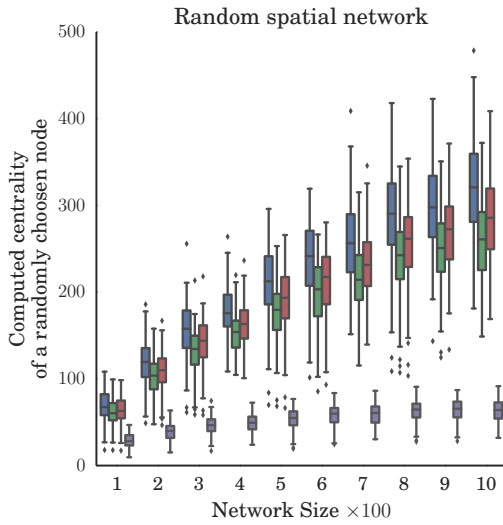 Random spatial network
Computed centrality
of a randomly choosen node
500
400
300
200
100
0
1 2 3 4 5 6 7 8 9 10
Network Size ×100